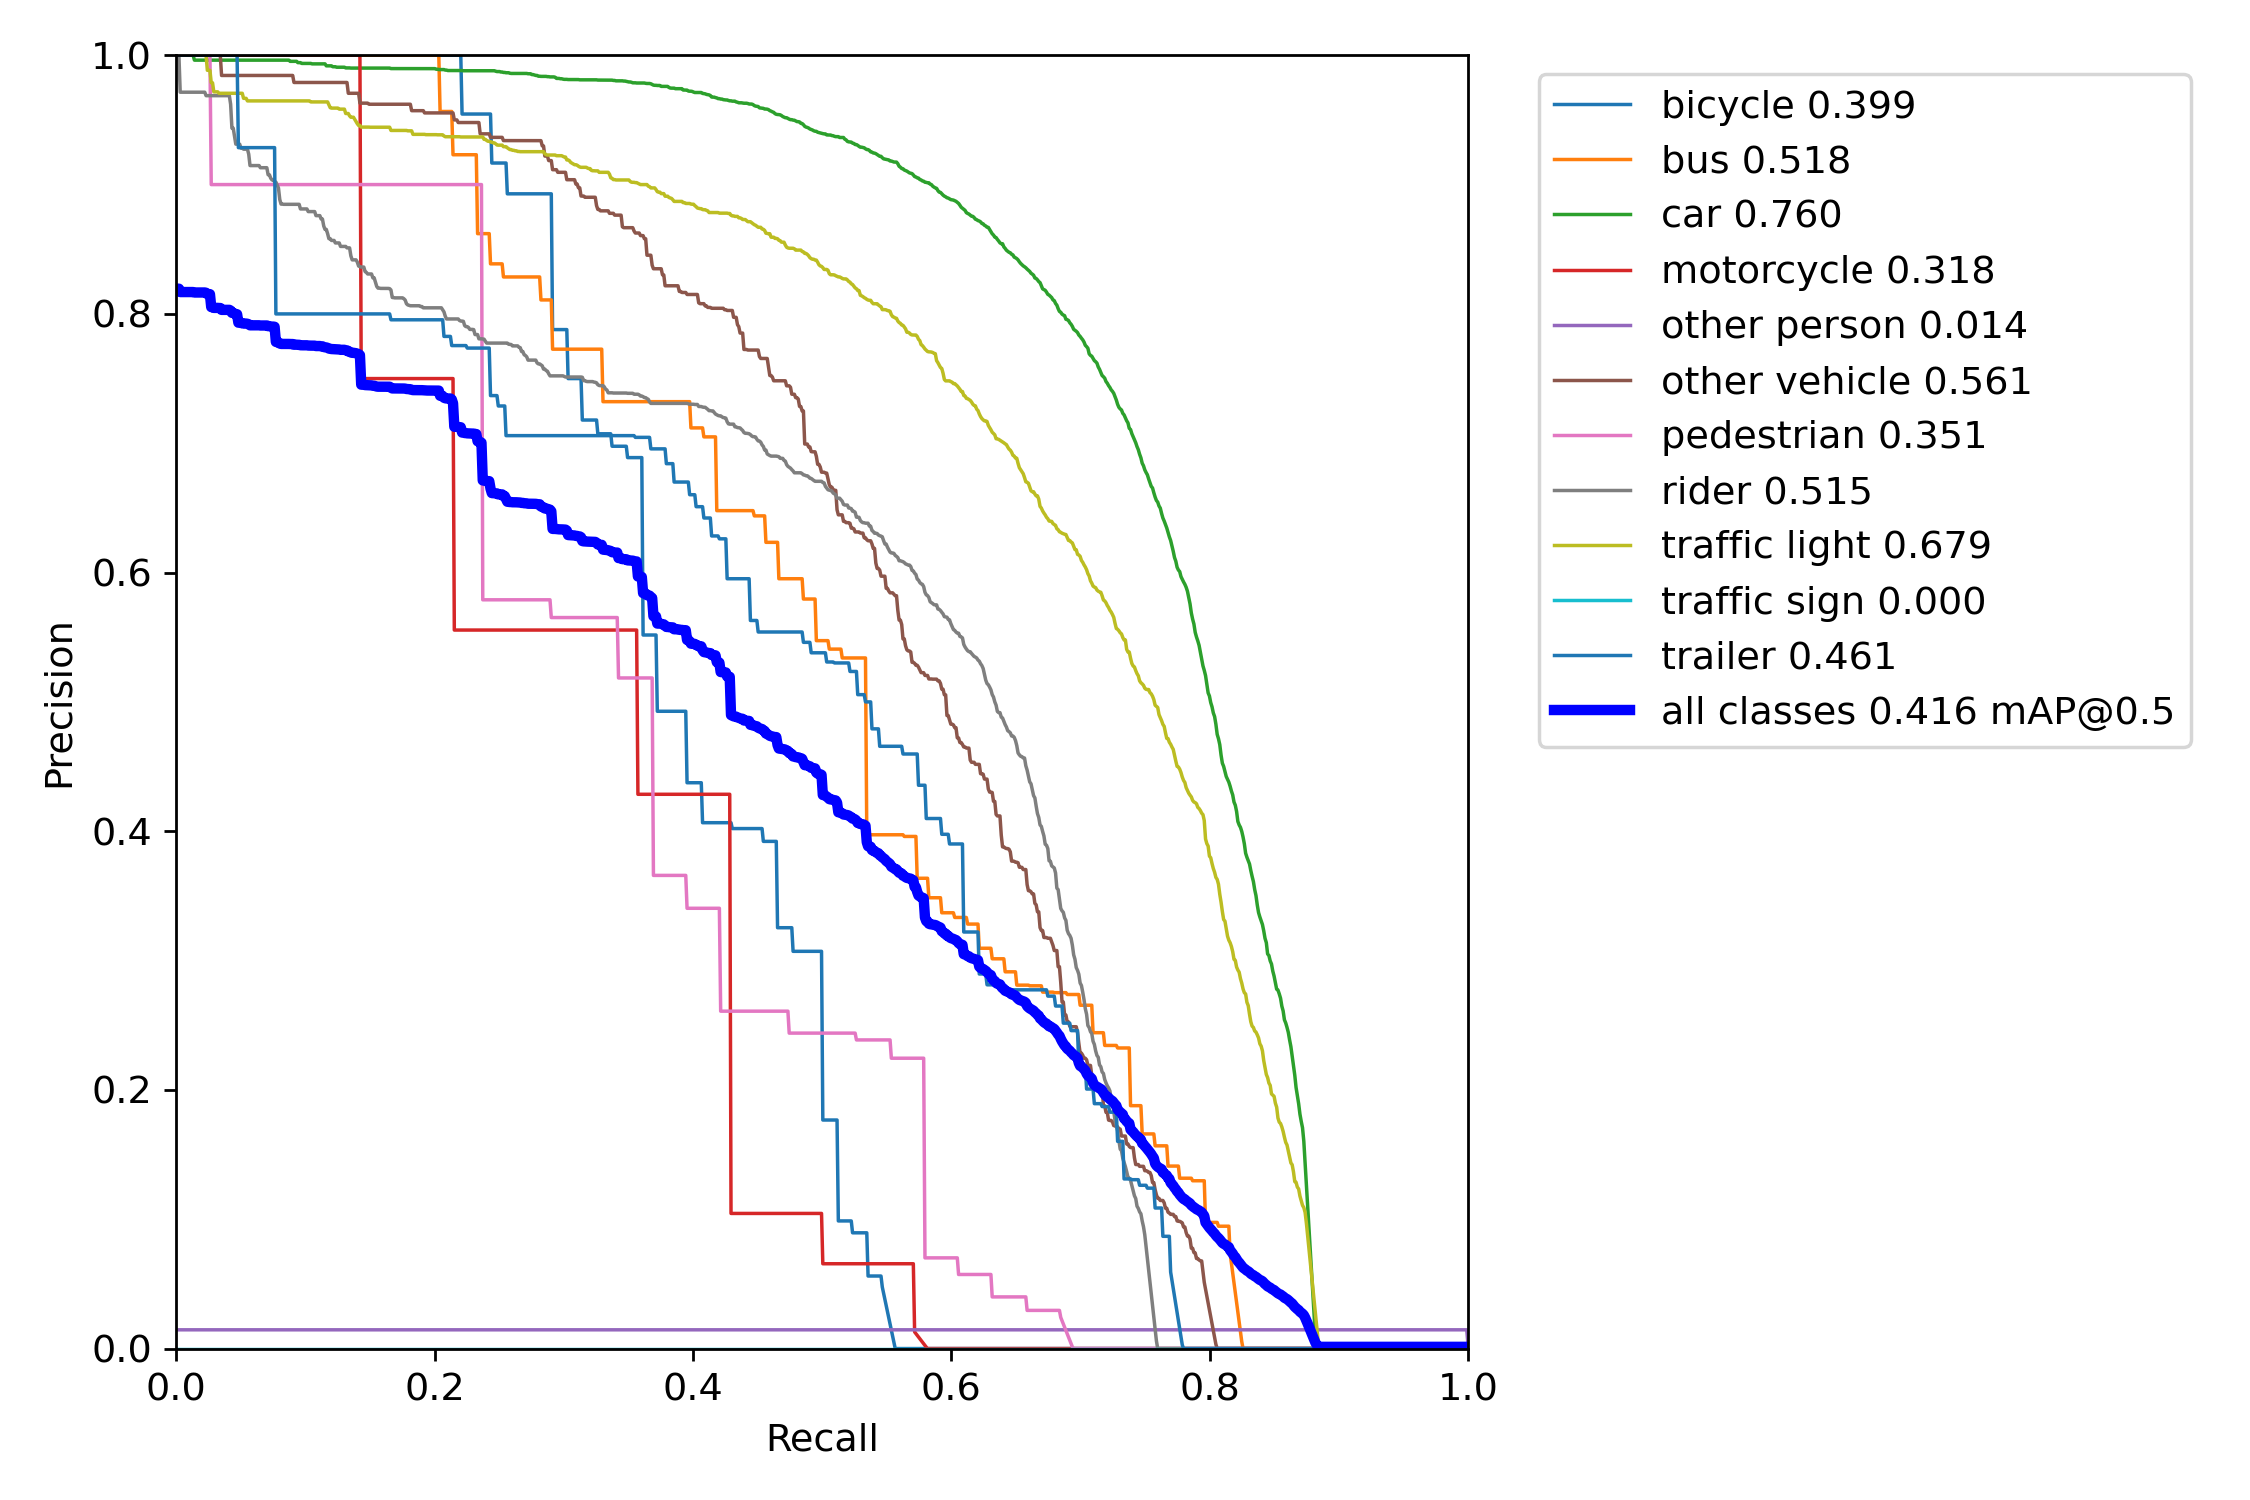 1.0
0.8
0.6
0.4
0.2
0.0
Precision
0.0 0.2 0.4 0.6 0.8 1.0
Recall
bicycle 0.399
bus 0.518
car 0.760
motorcycle 0.318
other person 0.014
other vehicle 0.561
pedestrian 0.351
rider 0.515
traffic light 0.679
traffic sign 0.000
trailer 0.461
all classes 0.416 mAP@0.5